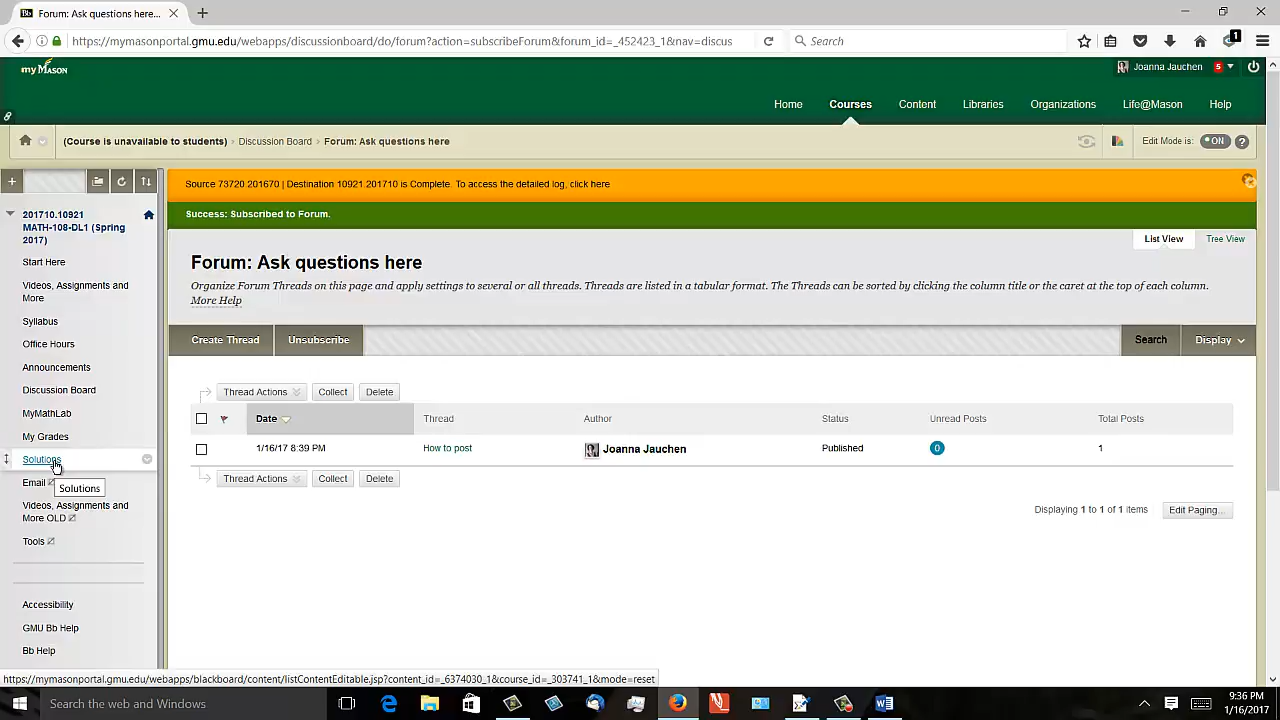 Forum: Ask questions here...
https://mymasonportal.gmu.edu/webapps/discussionboard/do/forum?action=subscribeForum&forum_id=_452423_1&nav=discus
Search
1
myMason
Joanna Jauchen 5
Home Courses Content Libraries Organizations Life@Mason Help
(Course is unavailable to students) Discussion Board Forum: Ask questions here Edit Mode is: ON ?
Source 73720.201670 | Destination 10921.201710 is Complete. To access the detailed log, click here
Success: Subscribed to Forum.
List View Tree View
Forum: Ask questions here
Organize Forum Threads on this page and apply settings to several or all threads. Threads are listed in a tabular format. The Threads can be sorted by clicking the column title or the caret at the top of each column.
More Help
Create Thread Unsubscribe Search Display
Thread Actions Collect Delete
Date Thread Author Status Unread Posts Total Posts
1/16/17 8:39 PM How to post Joanna Jauchen Published 0 1
Thread Actions Collect Delete
Displaying 1 to 1 of 1 items Edit Paging...
201710.10921
MATH-108-DL1 (Spring
2017)
Start Here
Videos, Assignments and
More
Syllabus
Office Hours
Announcements
Discussion Board
MyMathLab
My Grades
Solutions
Email
Solutions
Videos, Assignments and
More OLD
Tools
Accessibility
GMU Bb Help
Bb Help
https://mymasonportal.gmu.edu/webapps/blackboard/content/listContentEditable.jsp?content_id=_6374030_1&course_id=_303741_1&mode=reset
Search the web and Windows
9:36 PM
1/16/2017